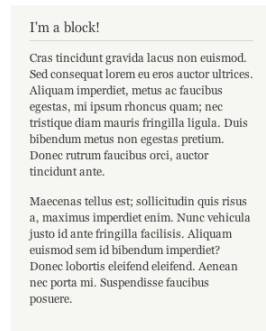 I'm a block!
Cras tincidunt gravida lacus non euismod.
Sed consequat lorem eu eros auctor ultrices.
Aliquam imperdiet, metus ac faucibus
egestas, mi ipsum rhoncus quam; nec
tristique diam mauris fringilla ligula. Duis
bibendum metus non egestas pretium.
Donec rutrum faucibus orci, auctor
tincidunt ante.
Maecenas tellus est; sollicitudin quis risus
a, maximus imperdiet enim. Nunc vehicula
justo id ante fringilla facilisis. Aliquam
euismod sem id bibendum imperdiet?
Donec lobortis eleifend eleifend. Aenean
nec porta mi. Suspendisse faucibus
posuere.